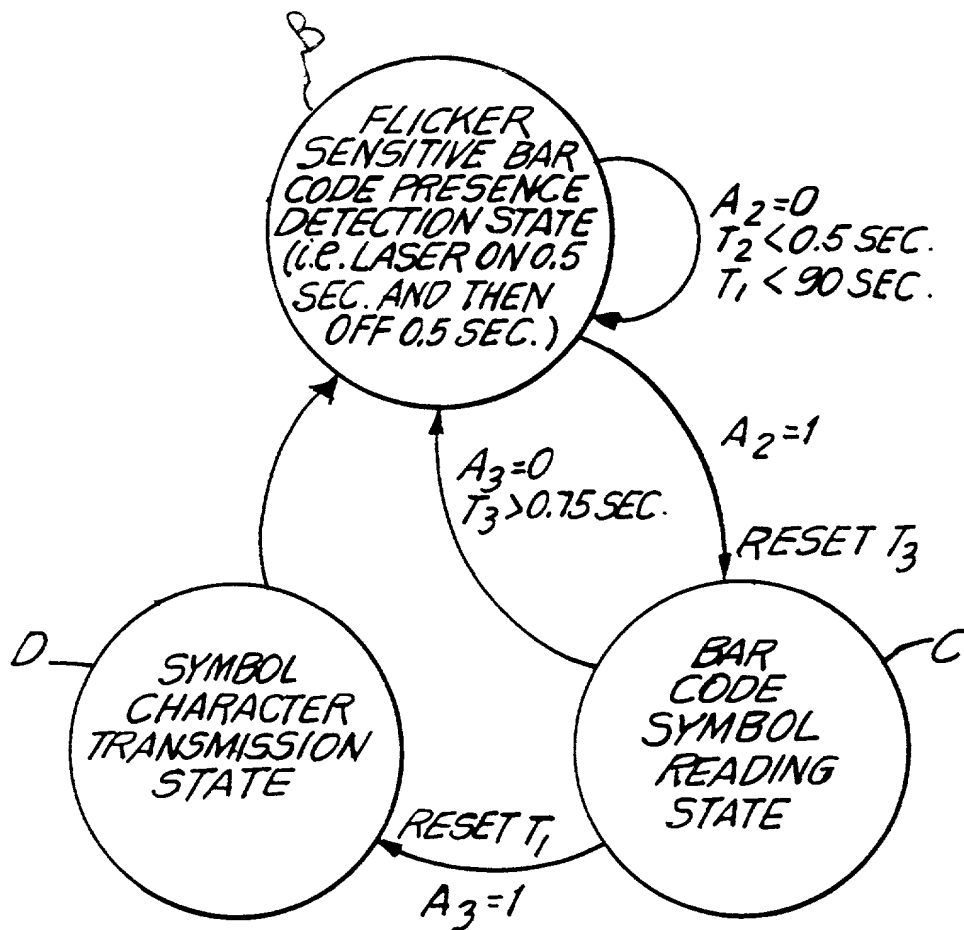 B
FLICKER
SENSITIVE BAR
CODE PRESENCE
DETECTION STATE
(i.e. LASER ON 0.5
SEC. AND THEN
OFF 0.5 SEC.)
A2=0
T2<0.5 SEC.
T1<90 SEC.
A2=1
A3=0
T3>0.75 SEC.
RESET T3
D
SYMBOL
CHARACTER
TRANSMISSION
STATE
C
BAR
CODE
SYMBOL
READING
STATE
RESET T1
A3=1